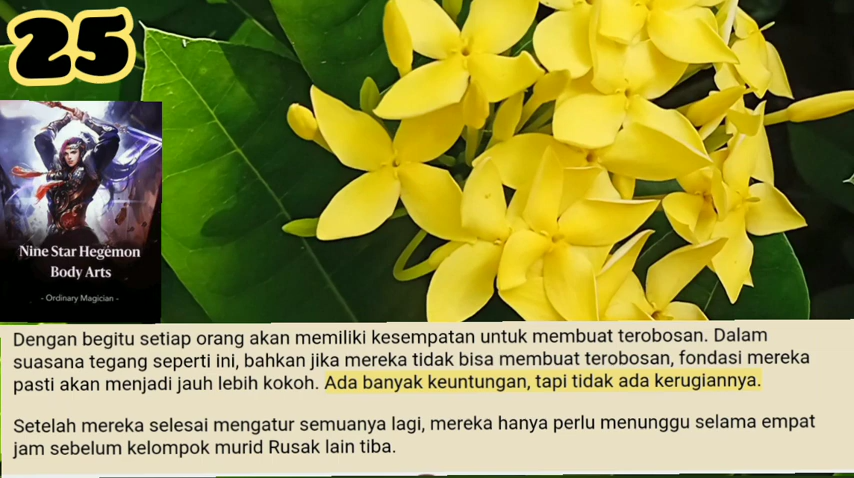 25
Nine Star Hegemon
Body Arts
- Ordinary Magician -
Dengan begitu setiap orang akan memiliki kesempatan untuk membuat terobosan. Dalam
suasana tegang seperti ini, bahkan jika mereka tidak bisa membuat terobosan, fondasi mereka
pasti akan menjadi jauh lebih kokoh. Ada banyak keuntungan, tapi tidak ada kerugiannya.
Setelah mereka selesai mengatur semuanya lagi, mereka hanya perlu menunggu selama empat
jam sebelum kelompok murid Rusak lain tiba.